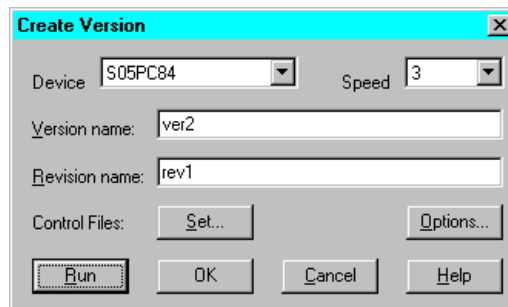 Create Version
Device S05PC84 Speed 3
Version name: ver2
Revision name: rev1
Control Files: Set... Options...
Run OK Cancel Help